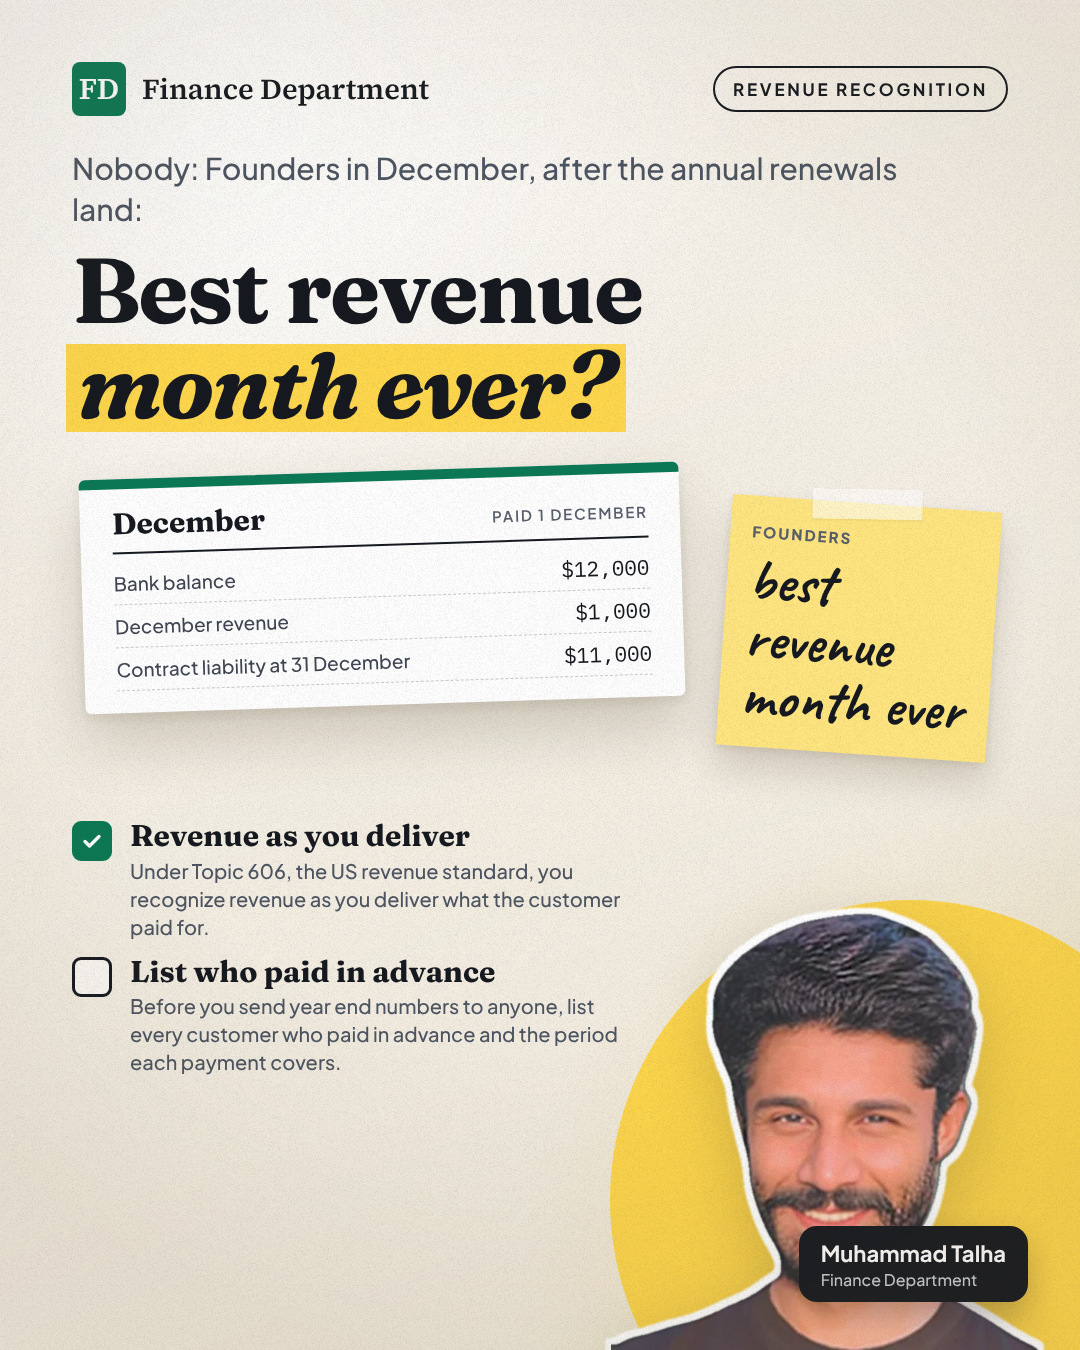 FD Finance Department
REVENUE RECOGNITION
Nobody: Founders in December, after the annual renewals
land:
Best revenue
month ever?
December
PAID 1 DECEMBER
Bank balance $12,000
December revenue $1,000
Contract liability at 31 December $11,000
FOUNDERS
best
revenue
month ever
Revenue as you deliver
Under Topic 606, the US revenue standard, you
recognize revenue as you deliver what the customer
paid for.
List who paid in advance
Before you send year end numbers to anyone, list
every customer who paid in advance and the period
each payment covers.
Muhammad Talha
Finance Department